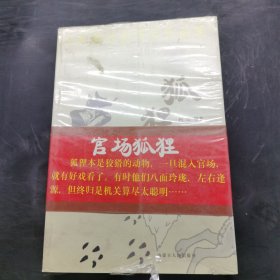 狐狸
官场狐狸
狐狸本是狡猾的动物，一旦混入官场，
就有好戏看了，有时他们八面玲珑、左右逢
源，但终归是机关算尽太聪明……